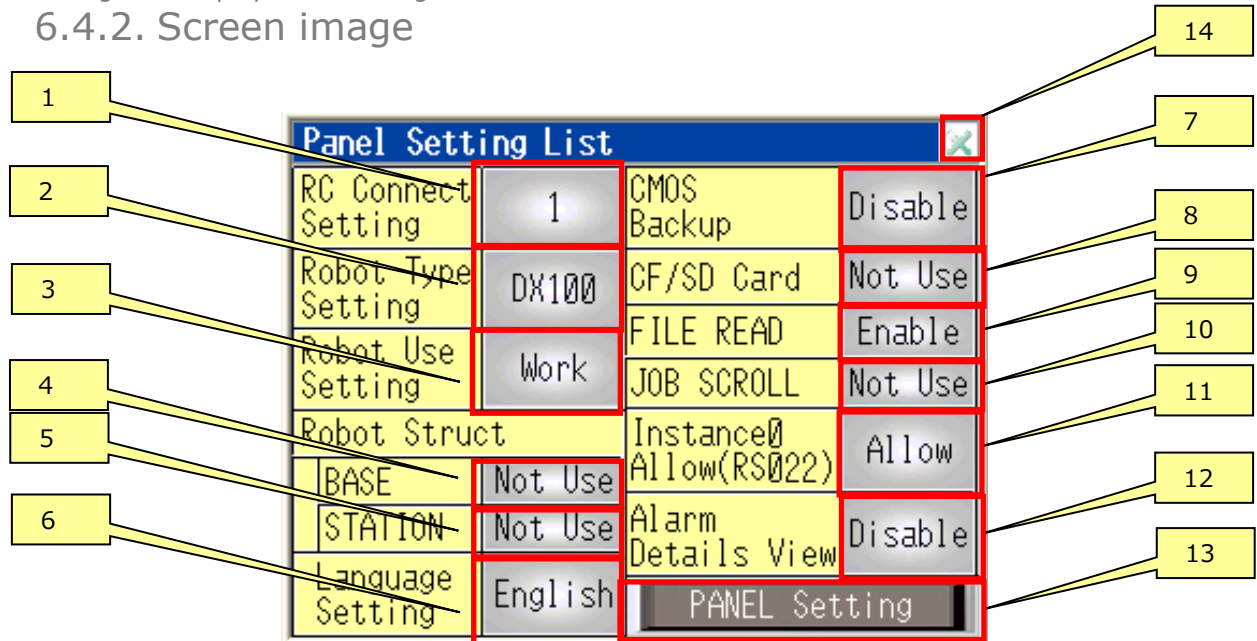 6.4.2. Screen image
14
1
7
Panel Setting List
RC Connect
Setting
1
CMOS
Backup
Disable
2
8
Robot Type
Setting
DX100
CF/SD Card
Not Use
3
9
Robot Use
Setting
Work
FILE READ
Enable
10
JOB SCROLL
Not Use
4
11
Robot Struct
Instance0
Allow(RS022)
Allow
5
BASE
Not Use
12
STATION
Not Use
Alarm
Details View
Disable
6
13
Language
Setting
English
PANEL Setting